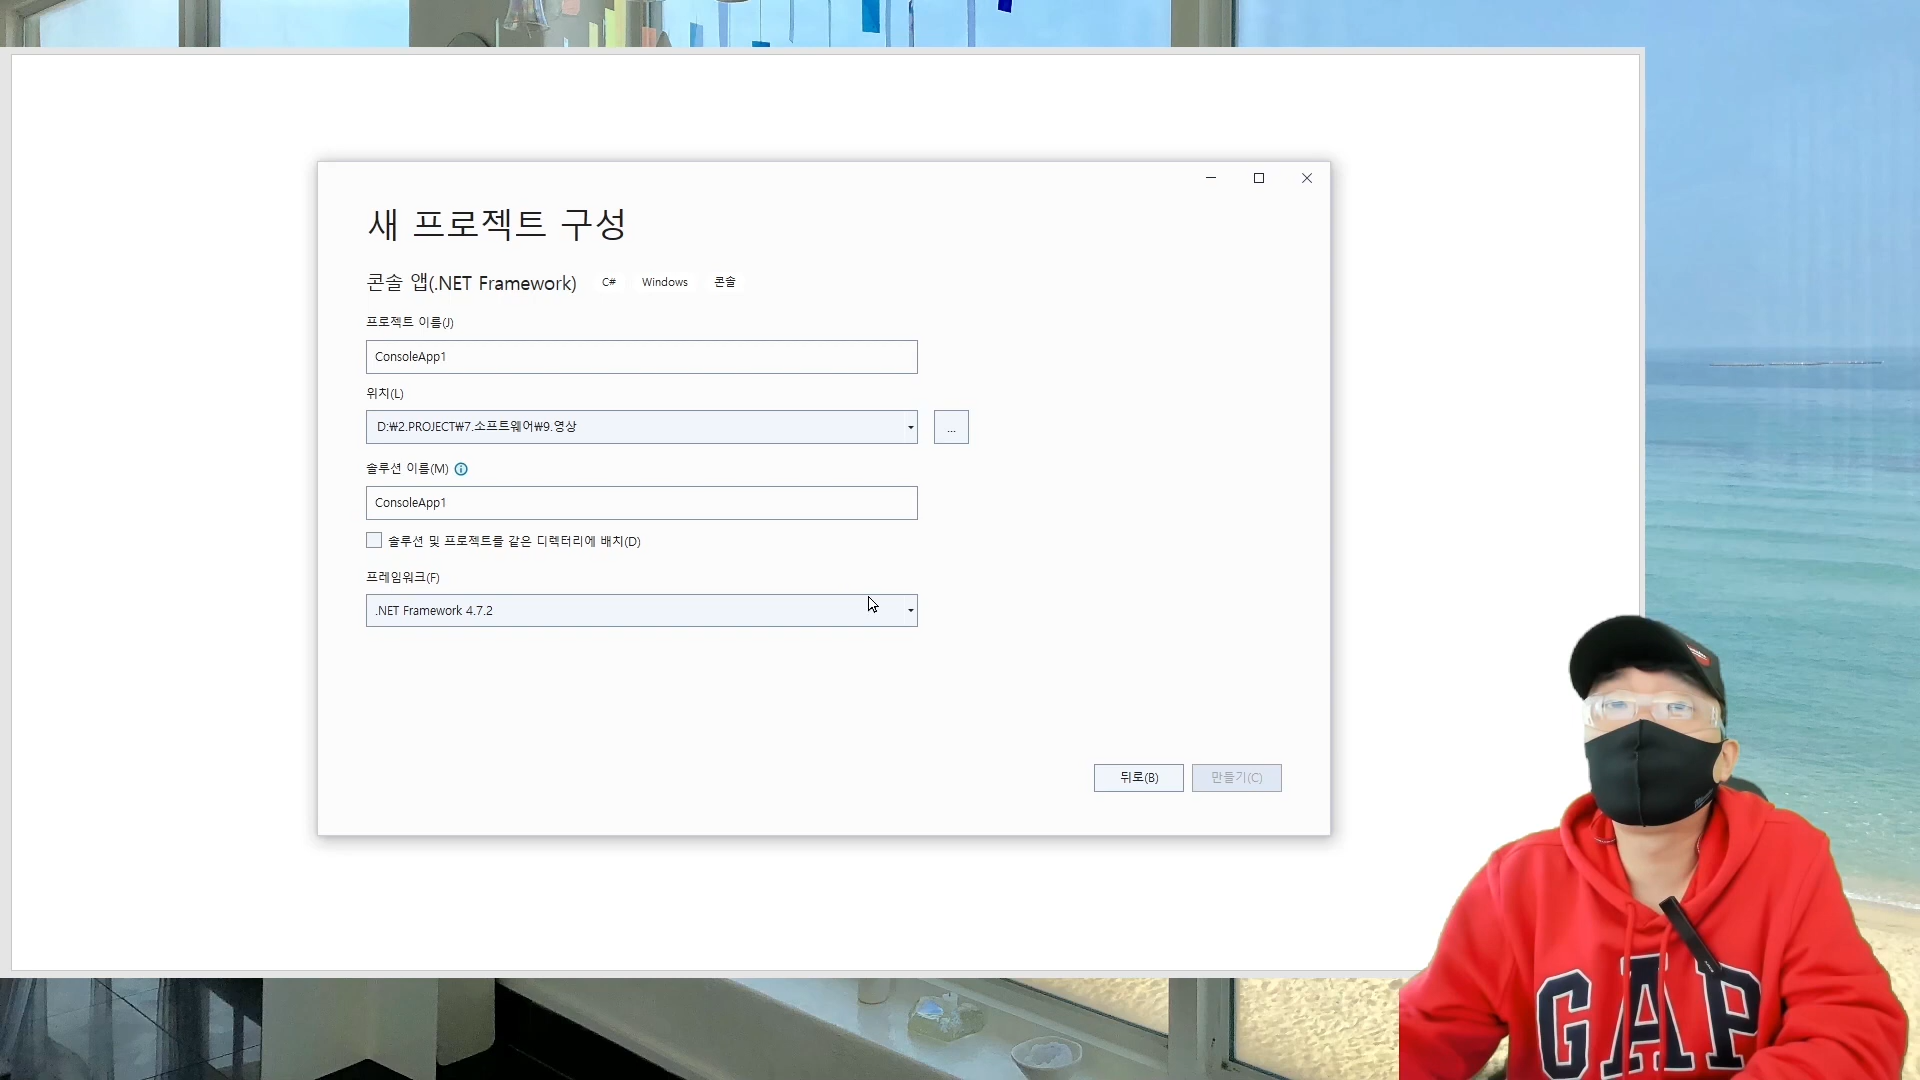 새 프로젝트 구성
콘솔 앱(.NET Framework) C# Windows 콘솔
프로젝트 이름(J)
ConsoleApp1
위치(L)
D:₩2.PROJECT₩7.소프트웨어₩9.영상
...
솔루션 이름(M)
ConsoleApp1
솔루션 및 프로젝트를 같은 디렉터리에 배치(D)
프레임워크(F)
.NET Framework 4.7.2
뒤로(B) 만들기(C)
GAP